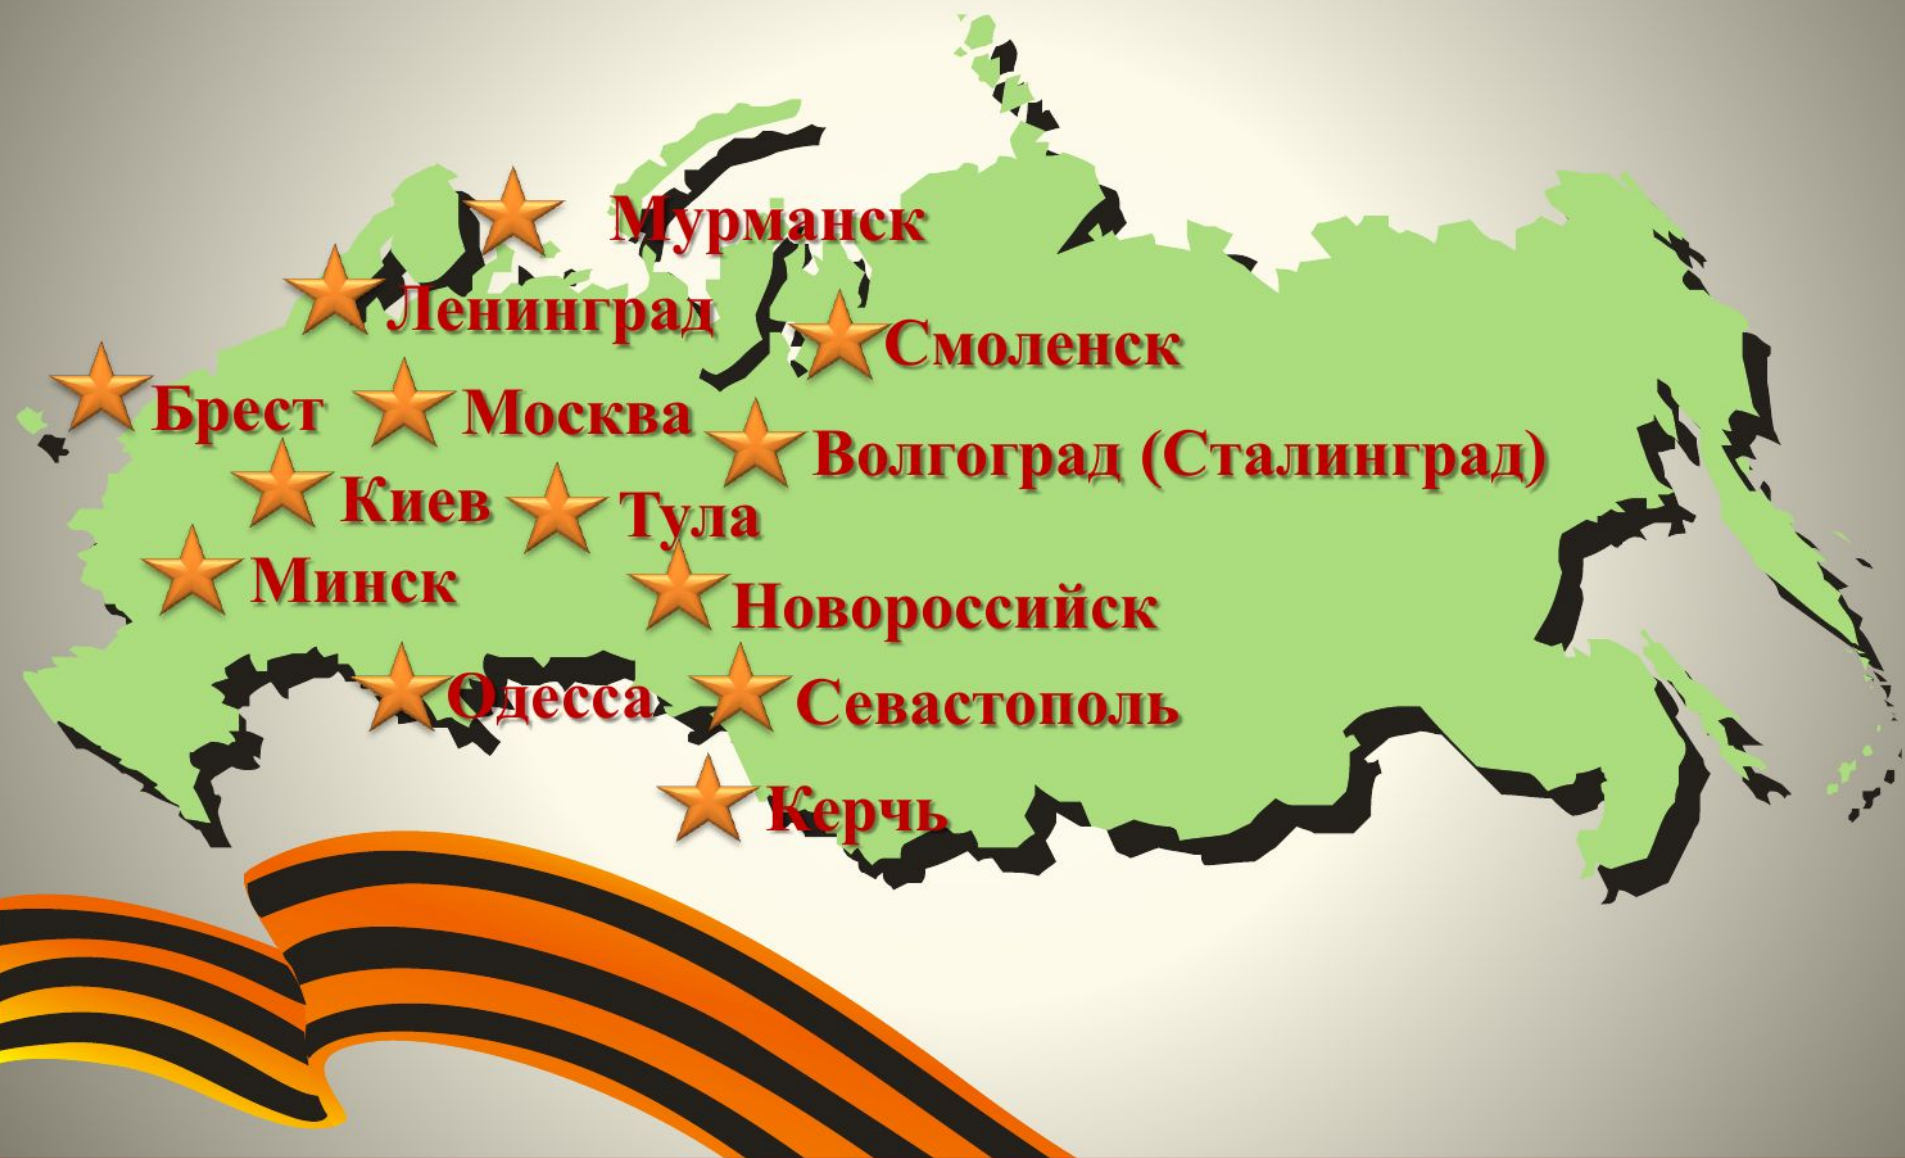 Мурманск
Ленинград
Смоленск
Брест
Москва
Волгоград (Сталинград)
Киев
Тула
Минск
Новороссийск
Одесса
Севастополь
Керчь